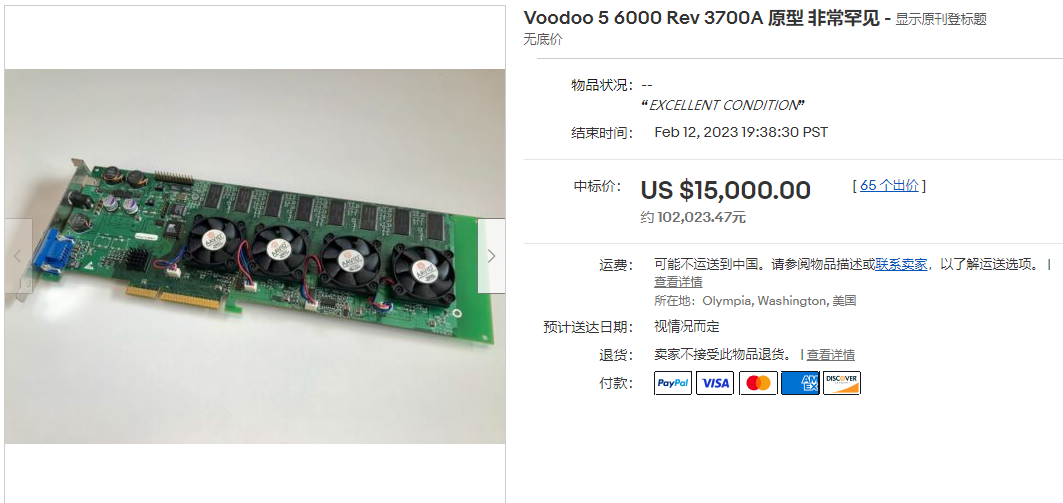 Voodoo 5 6000 Rev 3700A 原型 非常罕见 - 显示原刊登标题
无底价
物品状况： --
“EXCELLENT CONDITION”
结束时间： Feb 12, 2023 19:38:30 PST
中标价： US $15,000.00 [ 65 个出价 ]
约 102,023.47元
运费： 可能不运送到中国。请参阅物品描述或联系卖家，以了解运送选项。 |
查看详情
所在地： Olympia, Washington, 美国
预计送达日期： 视情况而定
退货： 卖家不接受此物品退货。 | 查看详情
付款： PayPal VISA AMEX DISCOVER